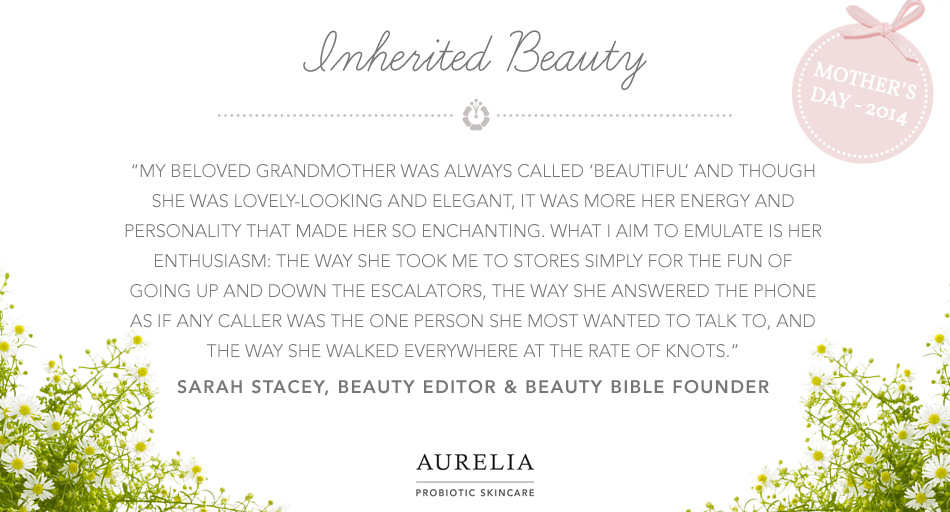 Inherited Beauty
MOTHER'S
DAY - 2014
“MY BELOVED GRANDMOTHER WAS ALWAYS CALLED ‘BEAUTIFUL’ AND THOUGH
SHE WAS LOVELY-LOOKING AND ELEGANT, IT WAS MORE HER ENERGY AND
PERSONALITY THAT MADE HER SO ENCHANTING. WHAT I AIM TO EMULATE IS HER
ENTHUSIASM: THE WAY SHE TOOK ME TO STORES SIMPLY FOR THE FUN OF
GOING UP AND DOWN THE ESCALATORS, THE WAY SHE ANSWERED THE PHONE
AS IF ANY CALLER WAS THE ONE PERSON SHE MOST WANTED TO TALK TO, AND
THE WAY SHE WALKED EVERYWHERE AT THE RATE OF KNOTS.”
SARAH STACEY, BEAUTY EDITOR & BEAUTY BIBLE FOUNDER
AURELIA
PROBIOTIC SKINCARE